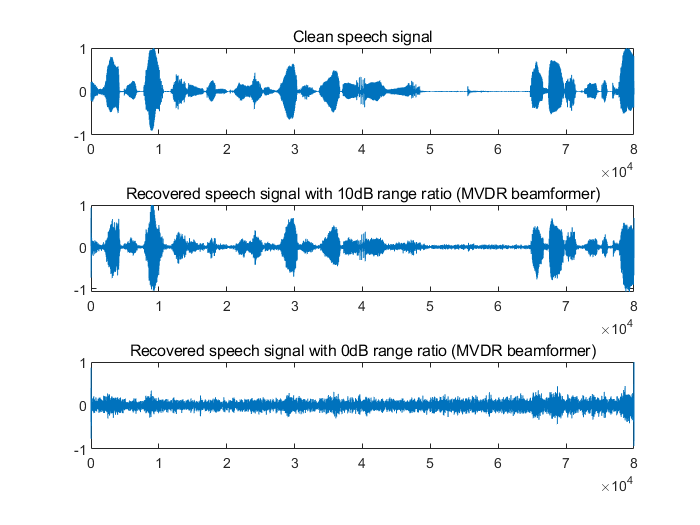 Clean speech signal
1
0
-1
0 1 2 3 4 5 6 7 8
×10^4
Recovered speech signal with 10dB range ratio (MVDR beamformer)
1
0
-1
0 1 2 3 4 5 6 7 8
×10^4
Recovered speech signal with 0dB range ratio (MVDR beamformer)
1
0
-1
0 1 2 3 4 5 6 7 8
×10^4